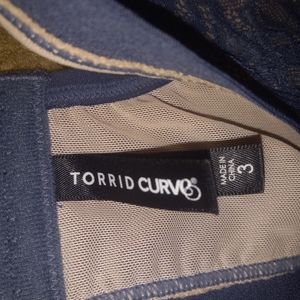 TORRID CURVE
MADE IN
CHINA
3